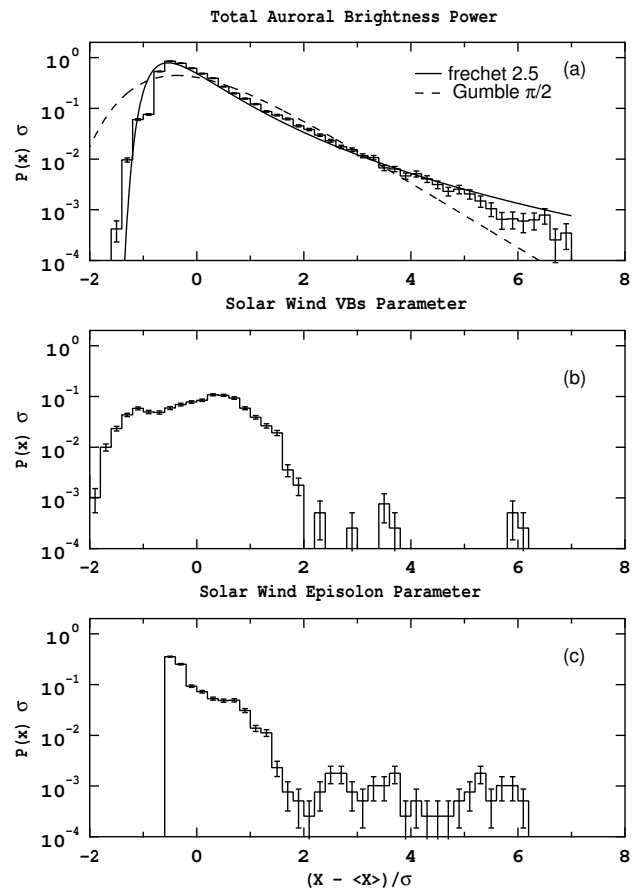 Total Auroral Brightness Power
10^0
10^-1
10^-2
10^-3
10^-4
P(x) σ
(a)
frechet 2.5
Gumble π/2
-2 0 2 4 6 8
Solar Wind VBs Parameter
10^0
10^-1
10^-2
10^-3
10^-4
P(x) σ
(b)
-2 0 2 4 6 8
Solar Wind Episolon Parameter
10^0
10^-1
10^-2
10^-3
10^-4
P(x) σ
(c)
-2 0 2 4 6 8
(X - <X>)/σ